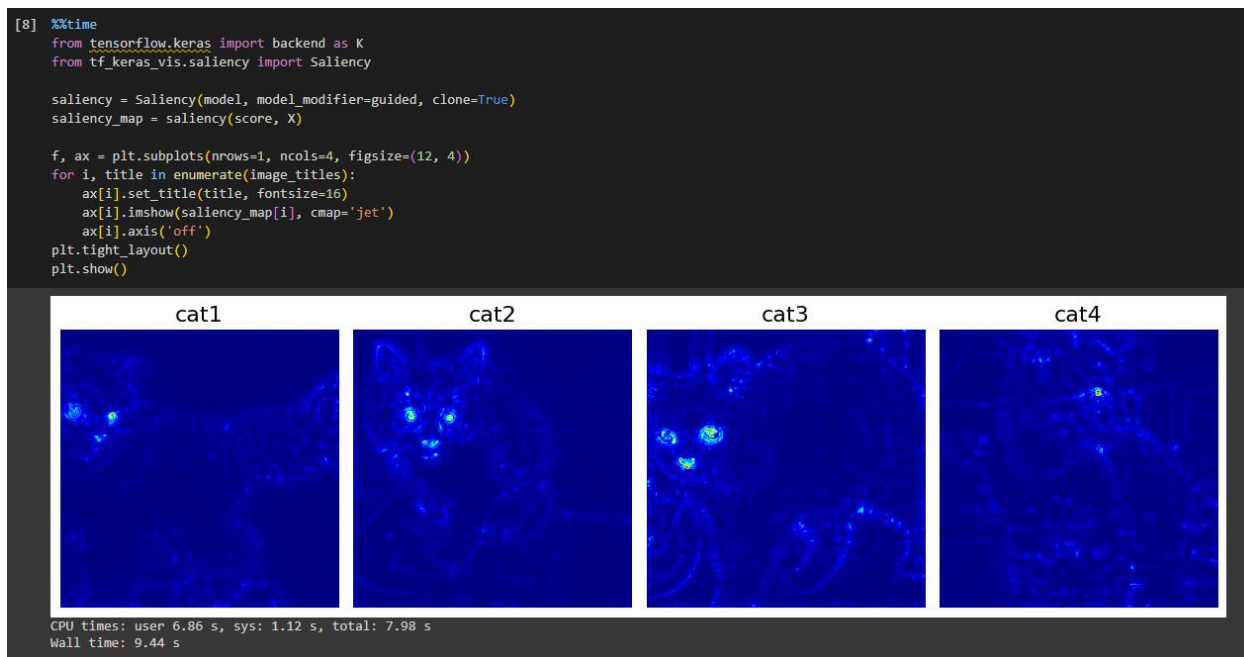 [8] %%time
from tensorflow.keras import backend as K
from tf_keras_vis.saliency import Saliency
saliency = Saliency(model, model_modifier=guided, clone=True)
saliency_map = saliency(score, X)
f, ax = plt.subplots(nrows=1, ncols=4, figsize=(12, 4))
for i, title in enumerate(image_titles):
    ax[i].set_title(title, fontsize=16)
    ax[i].imshow(saliency_map[i], cmap='jet')
    ax[i].axis('off')
plt.tight_layout()
plt.show()
cat1 cat2 cat3 cat4
CPU times: user 6.86 s, sys: 1.12 s, total: 7.98 s
Wall time: 9.44 s